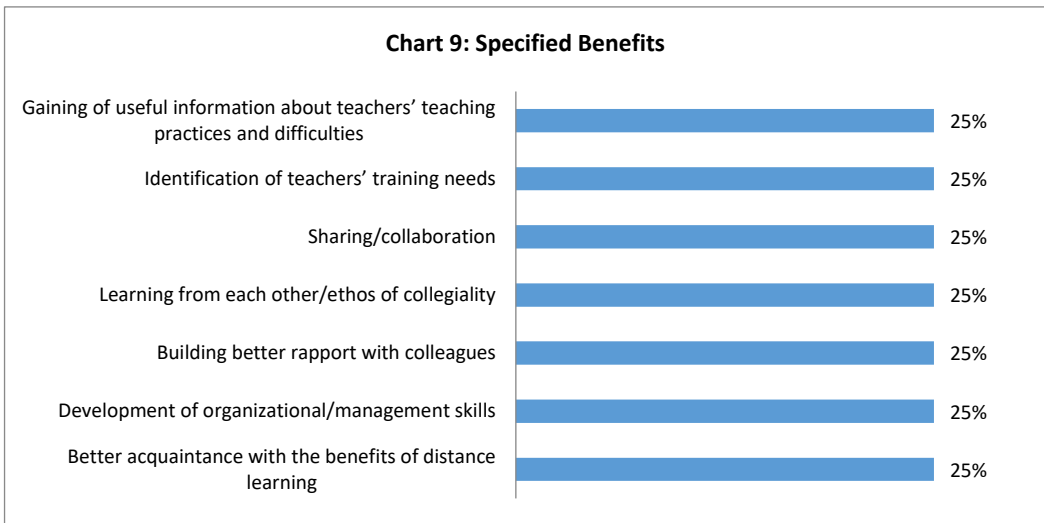 Chart 9: Specified Benefits
Gaining of useful information about teachers’ teaching
practices and difficulties
25%
Identification of teachers’ training needs
25%
Sharing/collaboration
25%
Learning from each other/ethos of collegiality
25%
Building better rapport with colleagues
25%
Development of organizational/management skills
25%
Better acquaintance with the benefits of distance
learning
25%